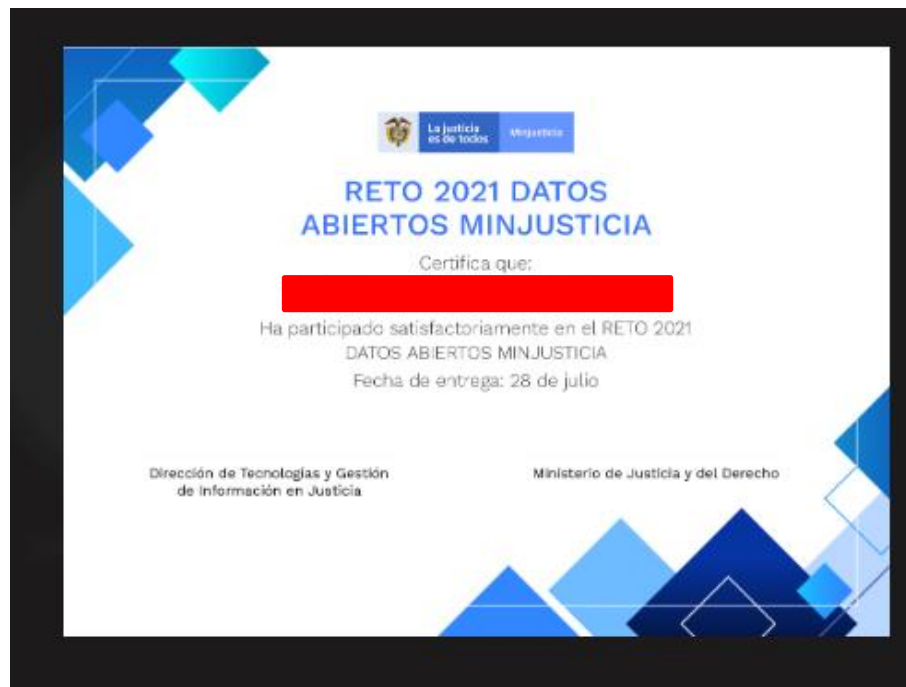 La justicia
es de todos
Minjusticia
RETO 2021 DATOS
ABIERTOS MINJUSTICIA
Certifica que:
Ha participado satisfactoriamente en el RETO 2021
DATOS ABIERTOS MINJUSTICIA
Fecha de entrega: 28 de julio
Dirección de Tecnologías y Gestión
de Información en Justicia
Ministerio de Justicia y del Derecho